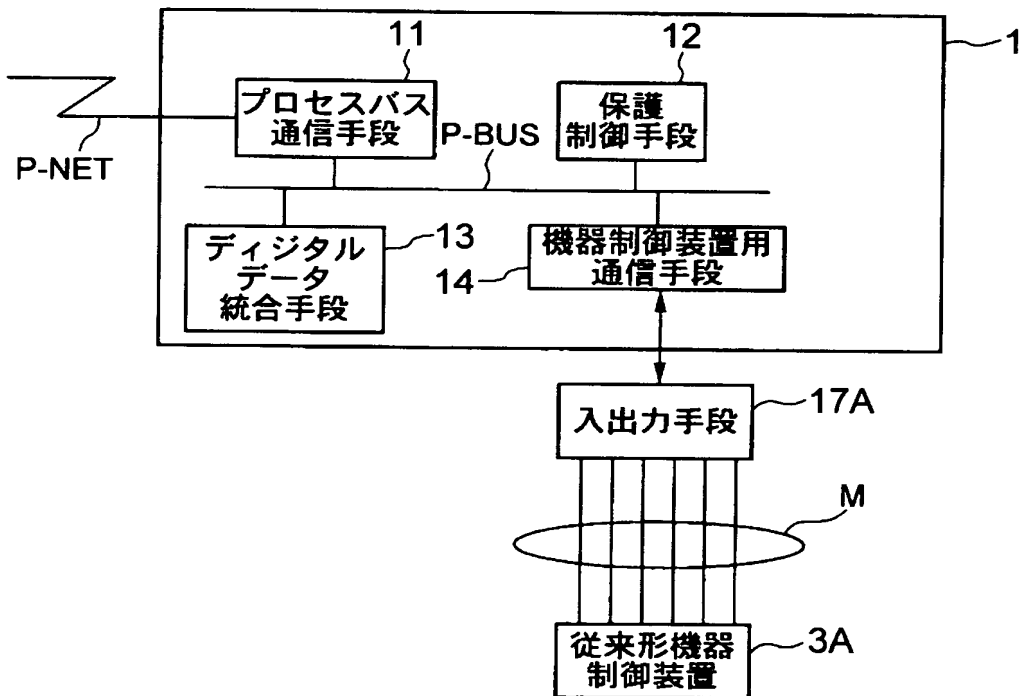 1
11
12
プロセスバス
通信手段
保護
制御手段
P-NET
P-BUS
ディジタル
データ
統合手段
13
14
機器制御装置用
通信手段
入出力手段
17A
M
従来形機器
制御装置
3A